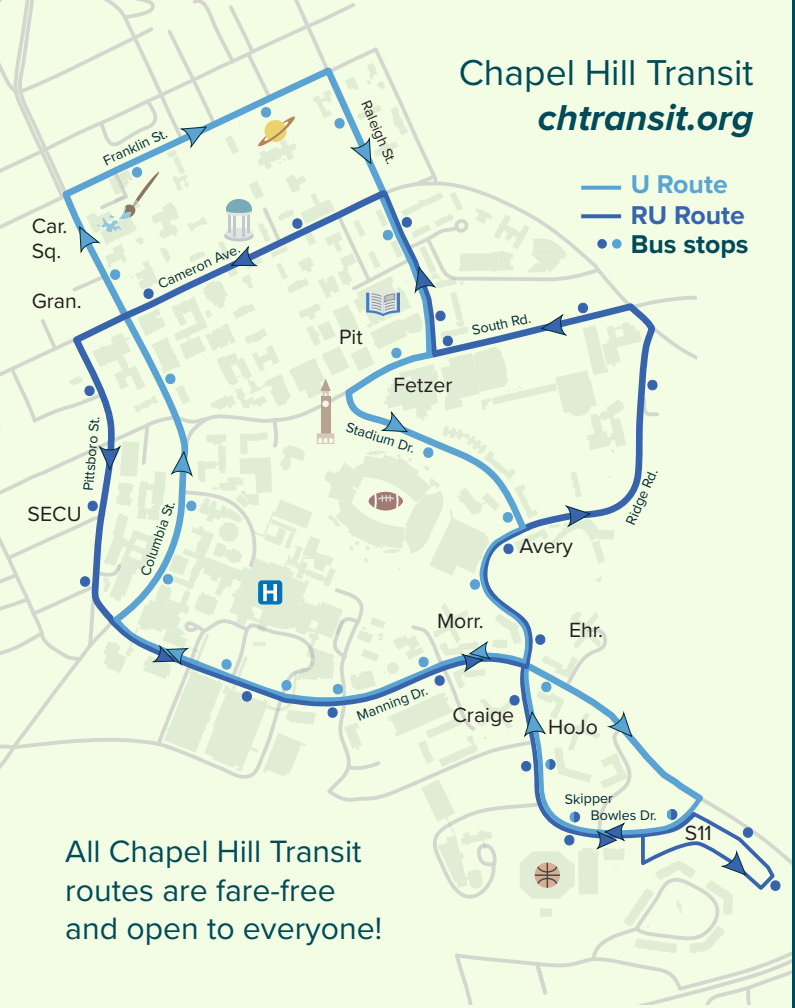 Chapel Hill Transit
chtransit.org
U Route
RU Route
Bus stops
Franklin St.
Raleigh St.
Car.
Sq.
Cameron Ave.
Gran.
Pit
South Rd.
Fetzer
Stadium Dr.
Pittsboro St.
SECU
Columbia St.
Ridge Rd.
Avery
H
Morr.
Ehr.
Manning Dr.
Craige
HoJo
Skipper
Bowles Dr.
S11
All Chapel Hill Transit
routes are fare-free
and open to everyone!